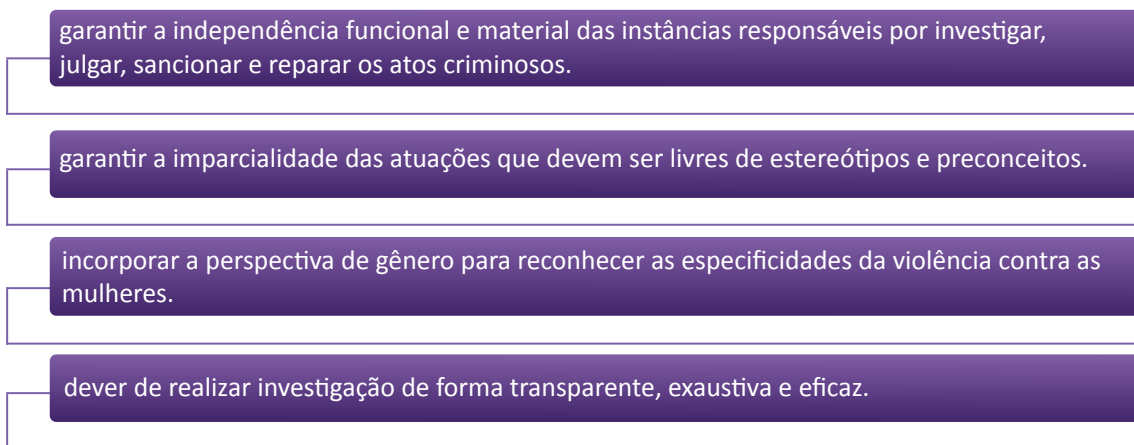 garantir a independência funcional e material das instâncias responsáveis por investigar,
julgar, sancionar e reparar os atos criminosos.
garantir a imparcialidade das atuações que devem ser livres de estereótipos e preconceitos.
incorporar a perspectiva de gênero para reconhecer as especificidades da violência contra as
mulheres.
dever de realizar investigação de forma transparente, exaustiva e eficaz.